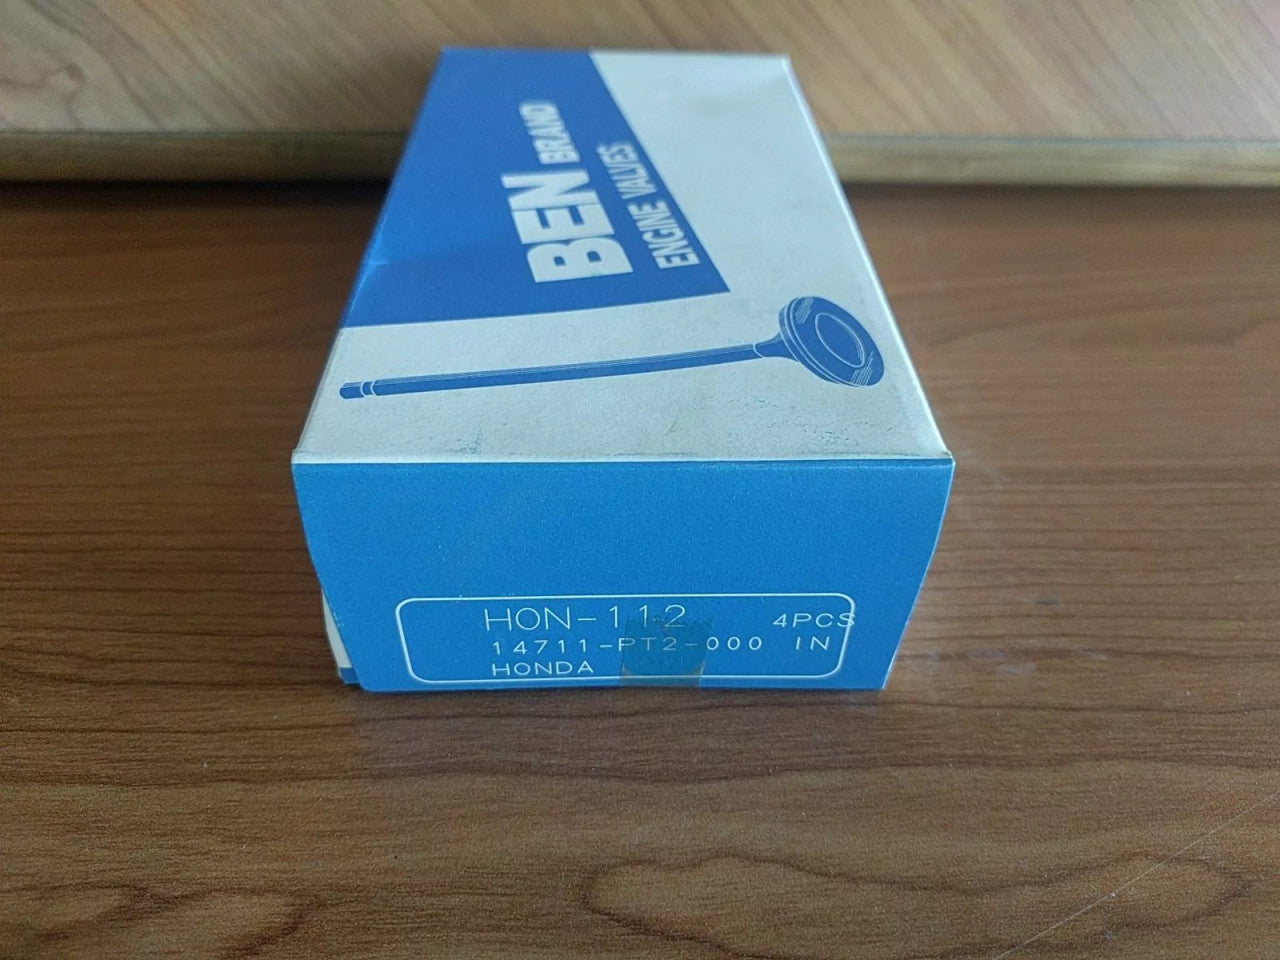 BEN BRAND
ENGINE VALVES
HON-112 4PCS
14711-PT2-000 IN
HONDA